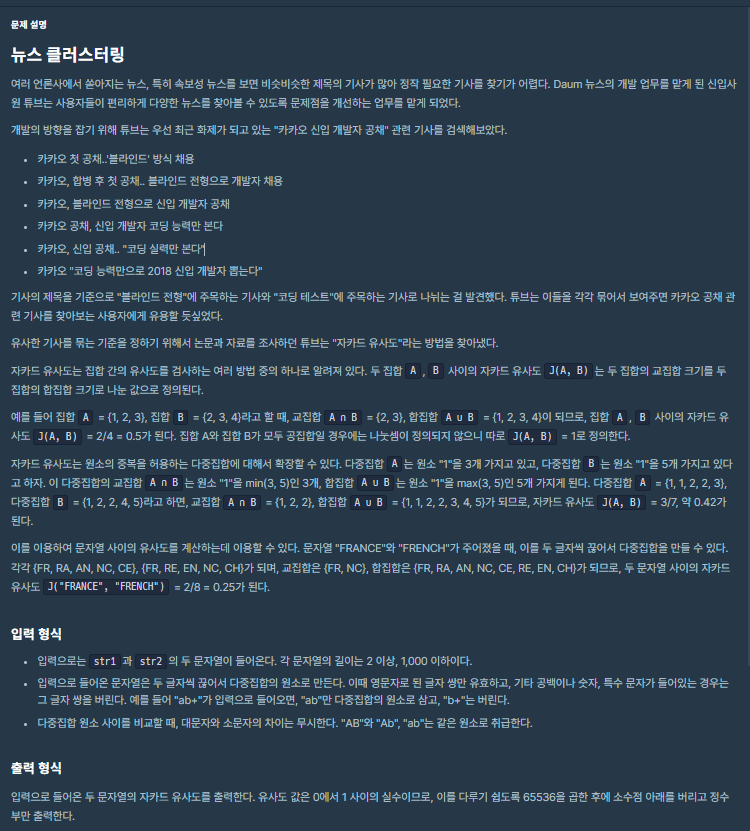 문제 설명
뉴스 클러스터링
여러 언론사에서 쏟아지는 뉴스, 특히 속보성 뉴스를 보면 비슷비슷한 제목의 기사가 많아 정작 필요한 기사를 찾기가 어렵다. Daum 뉴스의 개발 업무를 맡게 된 신입사
원 튜브는 사용자들이 편리하게 다양한 뉴스를 찾아볼 수 있도록 문제점을 개선하는 업무를 맡게 되었다.
개발의 방향을 잡기 위해 튜브는 우선 최근 화제가 되고 있는 "카카오 신입 개발자 공채" 관련 기사를 검색해보았다.
• 카카오 첫 공채..'블라인드' 방식 채용
• 카카오, 합병 후 첫 공채.. 블라인드 전형으로 개발자 채용
• 카카오, 블라인드 전형으로 신입 개발자 공채
• 카카오 공채, 신입 개발자 코딩 능력만 본다
• 카카오, 신입 공채.. "코딩 실력만 본다"
• 카카오 "코딩 능력만으로 2018 신입 개발자 뽑는다"
기사의 제목을 기준으로 "블라인드 전형"에 주목하는 기사와 "코딩 테스트"에 주목하는 기사로 나뉘는 걸 발견했다. 튜브는 이들을 각각 묶어서 보여주면 카카오 공채 관
련 기사를 찾아보는 사용자에게 유용할 듯싶었다.
유사한 기사를 묶는 기준을 정하기 위해서 논문과 자료를 조사하던 튜브는 "자카드 유사도"라는 방법을 찾아냈다.
자카드 유사도는 집합 간의 유사도를 검사하는 여러 방법 중의 하나로 알려져 있다. 두 집합 A , B 사이의 자카드 유사도 J(A, B) 는 두 집합의 교집합 크기를 두
집합의 합집합 크기로 나눈 값으로 정의된다.
예를 들어 집합 A = {1, 2, 3}, 집합 B = {2, 3, 4}라고 할 때, 교집합 A ∩ B = {2, 3}, 합집합 A ∪ B = {1, 2, 3, 4}이 되므로, 집합 A , B 사이의 자카드 유
사도 J(A, B) = 2/4 = 0.5가 된다. 집합 A와 집합 B가 모두 공집합일 경우에는 나눗셈이 정의되지 않으니 따로 J(A, B) = 1로 정의한다.
자카드 유사도는 원소의 중복을 허용하는 다중집합에 대해서 확장할 수 있다. 다중집합 A 는 원소 "1"을 3개 가지고 있고, 다중집합 B 는 원소 "1"을 5개 가지고 있다
고 하자. 이 다중집합의 교집합 A ∩ B 는 원소 "1"을 min(3, 5)인 3개, 합집합 A ∪ B 는 원소 "1"을 max(3, 5)인 5개 가지게 된다. 다중집합 A = {1, 1, 2, 2, 3},
다중집합 B = {1, 2, 2, 4, 5}라고 하면, 교집합 A ∩ B = {1, 2, 2}, 합집합 A ∪ B = {1, 1, 2, 2, 3, 4, 5}가 되므로, 자카드 유사도 J(A, B) = 3/7, 약 0.42가
된다.
이를 이용하여 문자열 사이의 유사도를 계산하는데 이용할 수 있다. 문자열 "FRANCE"와 "FRENCH"가 주어졌을 때, 이를 두 글자씩 끊어서 다중집합을 만들 수 있다.
각각 {FR, RA, AN, NC, CE}, {FR, RE, EN, NC, CH}가 되며, 교집합은 {FR, NC}, 합집합은 {FR, RA, AN, NC, CE, RE, EN, CH}가 되므로, 두 문자열 사이의 자카드
유사도 J("FRANCE", "FRENCH") = 2/8 = 0.25가 된다.
입력 형식
• 입력으로는 str1 과 str2 의 두 문자열이 들어온다. 각 문자열의 길이는 2 이상, 1,000 이하이다.
• 입력으로 들어온 문자열은 두 글자씩 끊어서 다중집합의 원소로 만든다. 이때 영문자로 된 글자 쌍만 유효하고, 기타 공백이나 숫자, 특수 문자가 들어있는 경우는
그 글자 쌍을 버린다. 예를 들어 "ab+"가 입력으로 들어오면, "ab"만 다중집합의 원소로 삼고, "b+"는 버린다.
• 다중집합 원소 사이를 비교할 때, 대문자와 소문자의 차이는 무시한다. "AB"와 "Ab", "ab"는 같은 원소로 취급한다.
출력 형식
입력으로 들어온 두 문자열의 자카드 유사도를 출력한다. 유사도 값은 0에서 1 사이의 실수이므로, 이를 다루기 쉽도록 65536을 곱한 후에 소수점 아래를 버리고 정수
부만 출력한다.